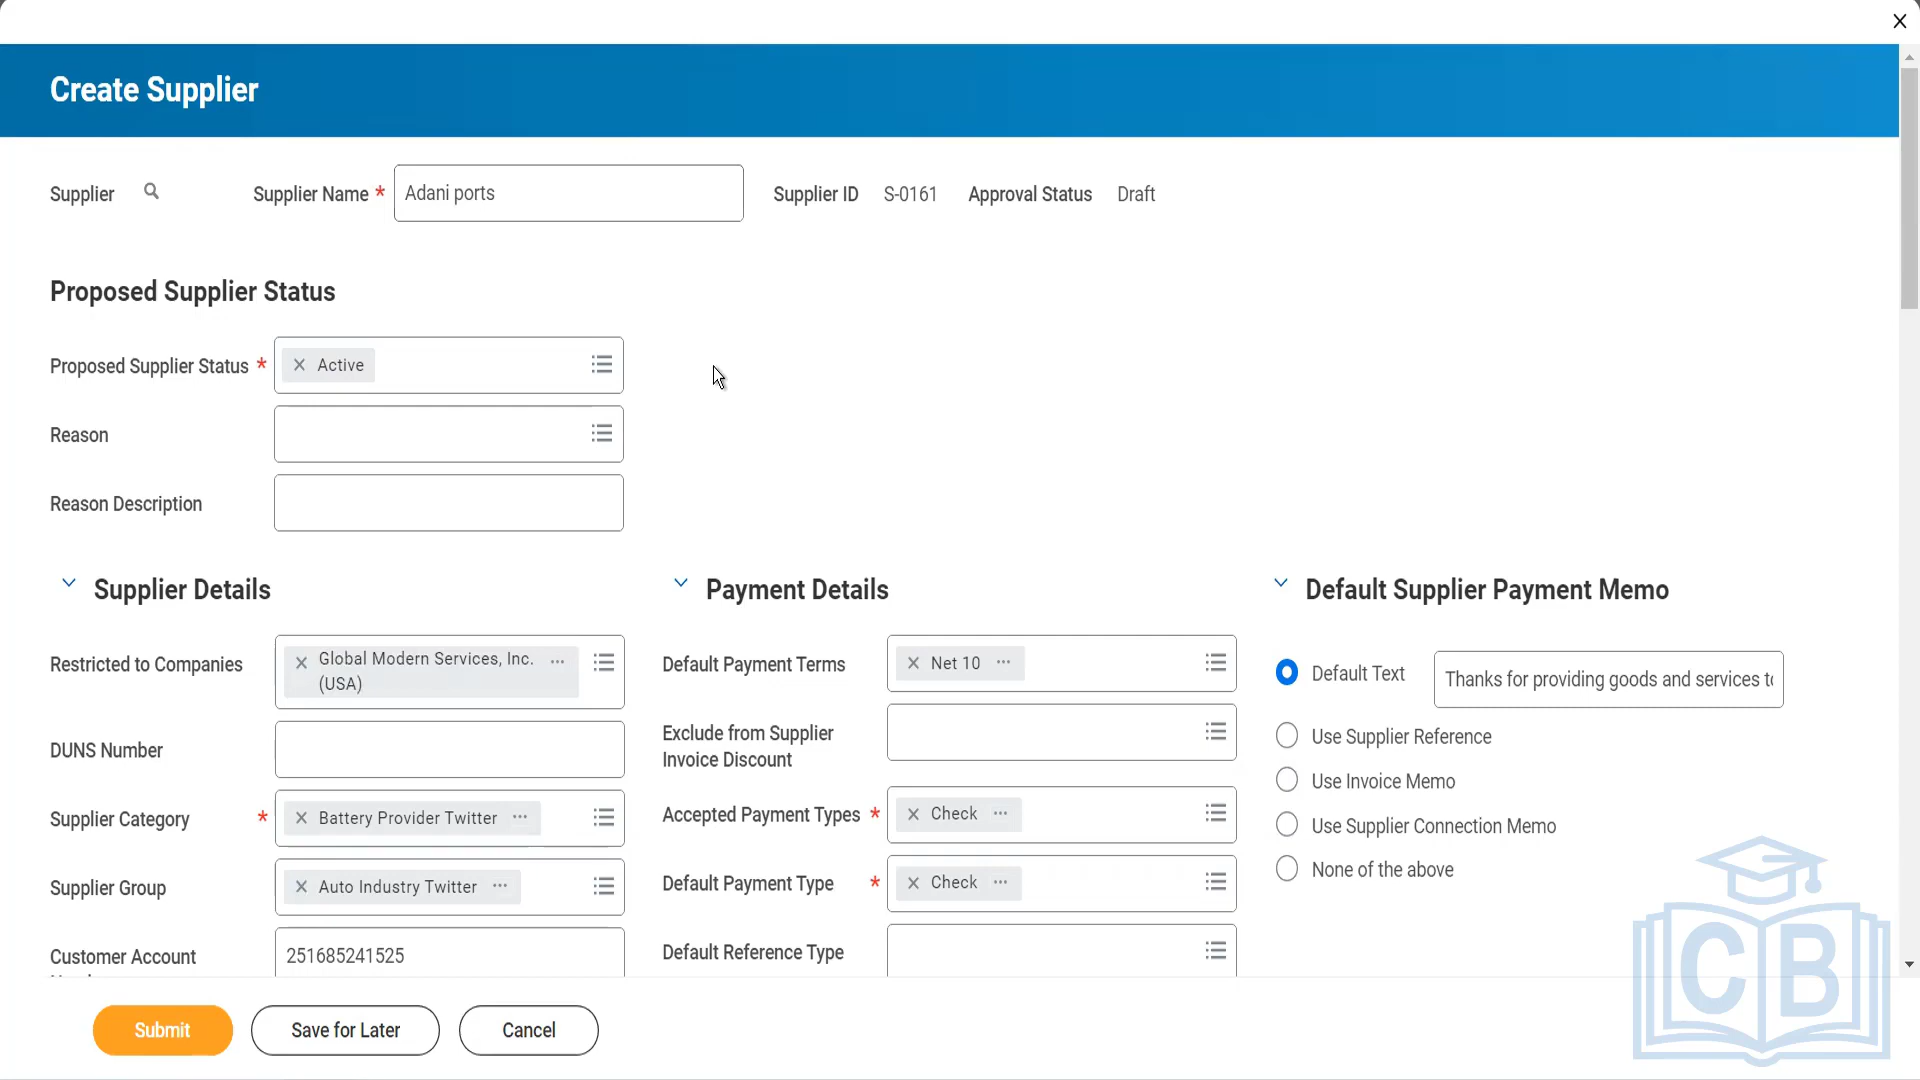 Create Supplier
Supplier
Supplier Name *
Adani ports
Supplier ID S-0161
Approval Status Draft
Proposed Supplier Status
Proposed Supplier Status *
× Active
Reason
Reason Description
Supplier Details
Restricted to Companies
× Global Modern Services, Inc. ...
(USA)
DUNS Number
Supplier Category *
× Battery Provider Twitter ...
Supplier Group
× Auto Industry Twitter ...
Customer Account
251685241525
Payment Details
Default Payment Terms
× Net 10 ...
Exclude from Supplier
Invoice Discount
Accepted Payment Types *
× Check ...
Default Payment Type *
× Check ...
Default Reference Type
Default Supplier Payment Memo
Default Text
Thanks for providing goods and services to
Use Supplier Reference
Use Invoice Memo
Use Supplier Connection Memo
None of the above
Submit
Save for Later
Cancel
CB